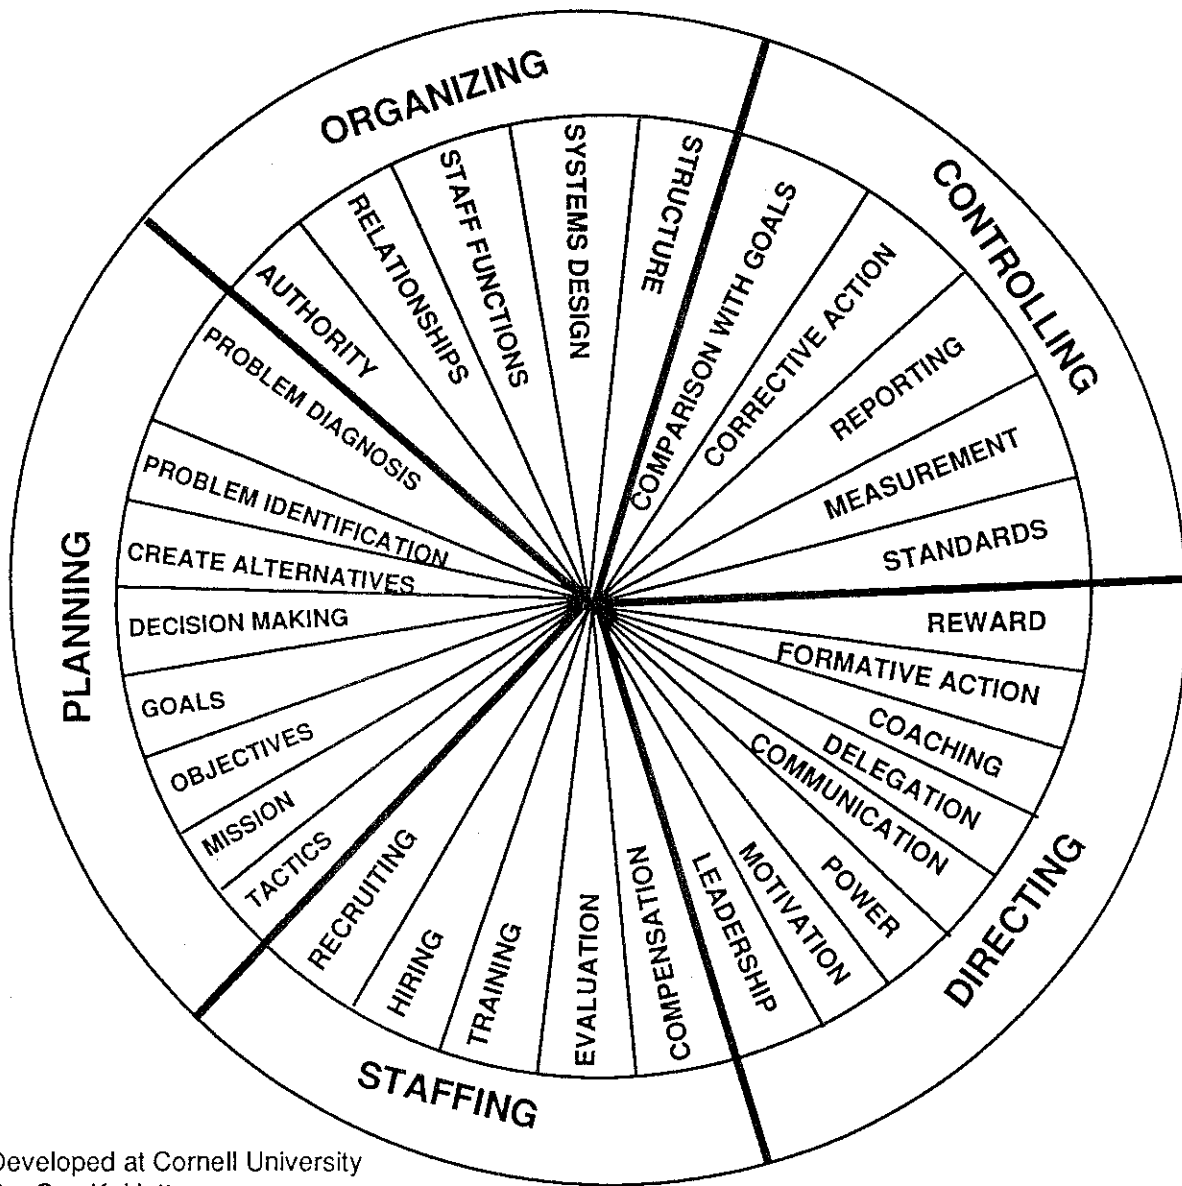 ORGANIZING
AUTHORITY
RELATIONSHIPS
STAFF FUNCTIONS
SYSTEMS DESIGN
STRUCTURE
CONTROLLING
COMPARISON WITH GOALS
CORRECTIVE ACTION
REPORTING
MEASUREMENT
STANDARDS
DIRECTING
REWARD
FORMATIVE ACTION
COACHING
DELEGATION
COMMUNICATION
POWER
MOTIVATION
LEADERSHIP
STAFFING
COMPENSATION
EVALUATION
TRAINING
HIRING
RECRUITING
PLANNING
TACTICS
MISSION
OBJECTIVES
GOALS
DECISION MAKING
CREATE ALTERNATIVES
PROBLEM IDENTIFICATION
PROBLEM DIAGNOSIS
Developed at Cornell University